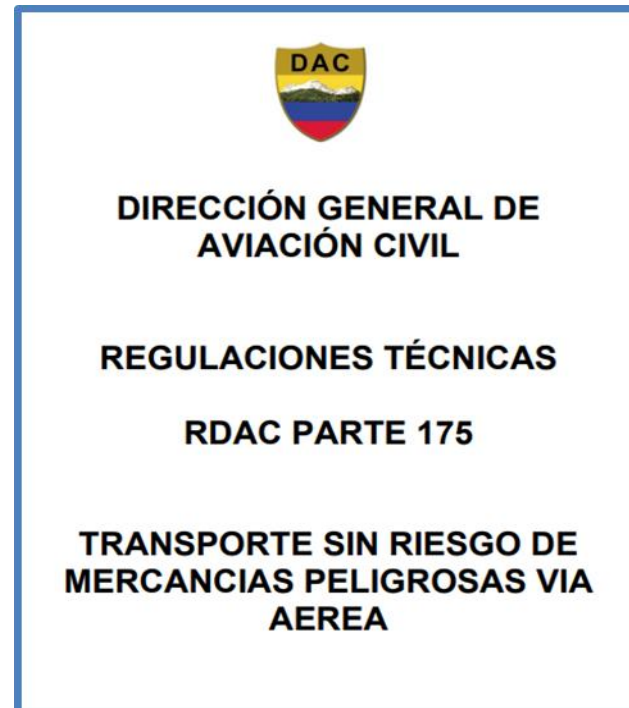 DAC
DIRECCIÓN GENERAL DE
AVIACIÓN CIVIL
REGULACIONES TÉCNICAS
RDAC PARTE 175
TRANSPORTE SIN RIESGO DE
MERCANCIAS PELIGROSAS VIA
AEREA